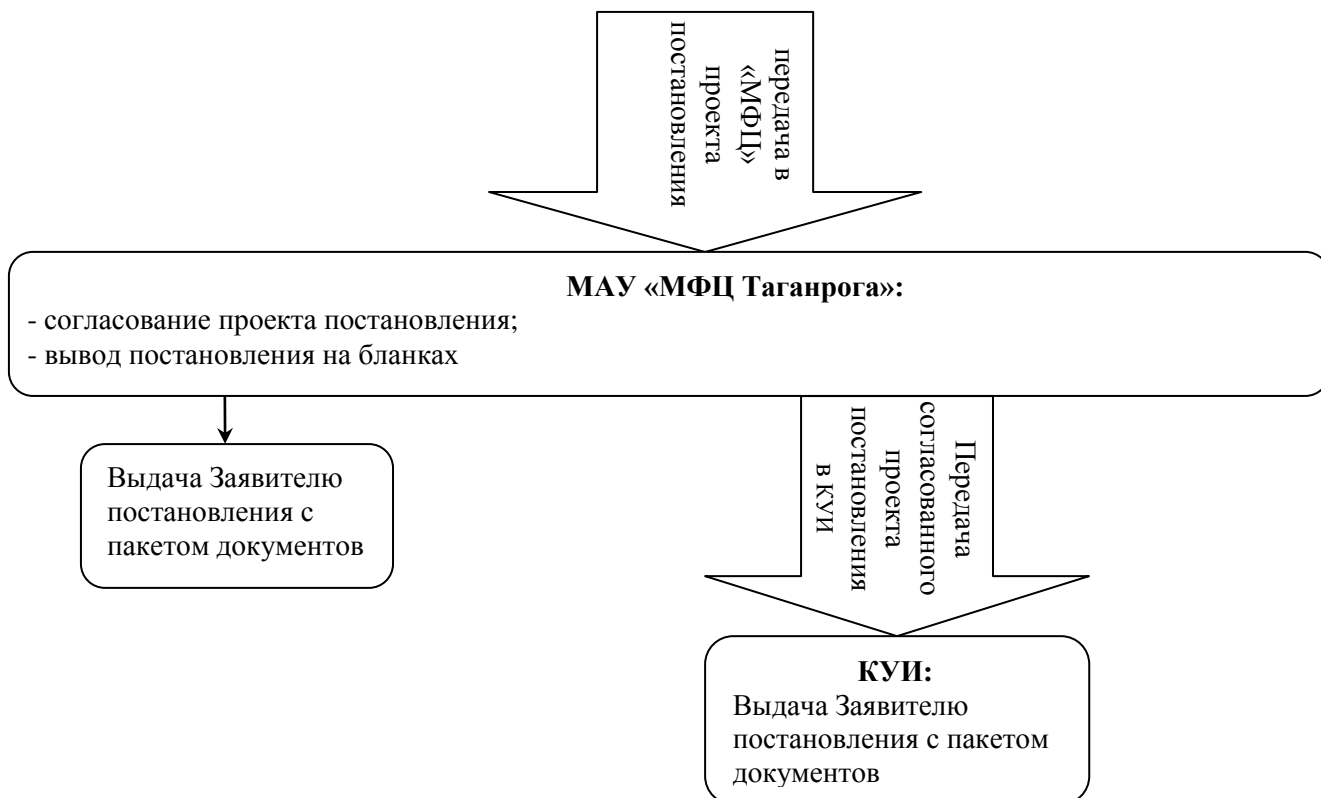 передача в
«МФЦ»
проекта
постановления
МАУ «МФЦ Таганрога»:
- согласование проекта постановления;
- вывод постановления на бланках
Выдача Заявителю
постановления с
пакетом документов
Передача
согласованного
проекта
постановления
в КУИ
КУИ:
Выдача Заявителю
постановления с пакетом
документов